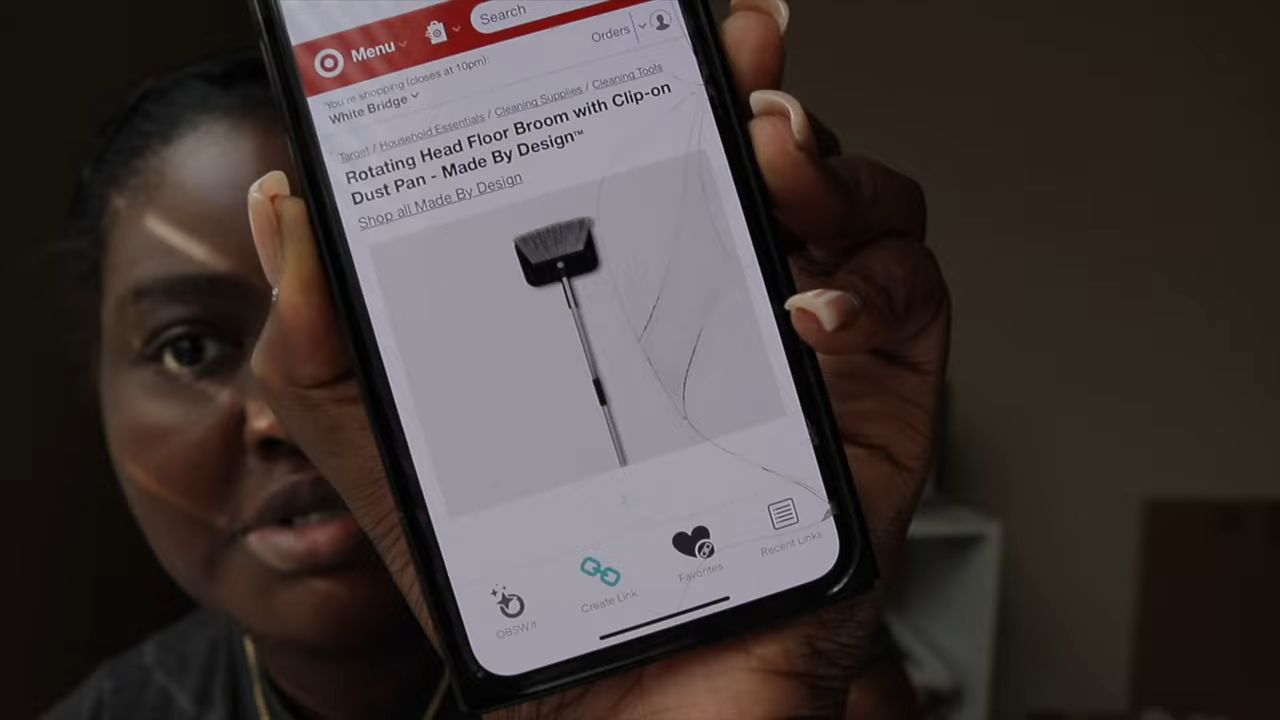 Menu
Search
Orders
You're shopping (closes at 10pm):
White Bridge
Target / Household Essentials / Cleaning Supplies / Cleaning Tools
Rotating Head Floor Broom with Clip-on
Dust Pan - Made By Design™
Shop all Made By Design
Create Link
Favorites
Recent Links